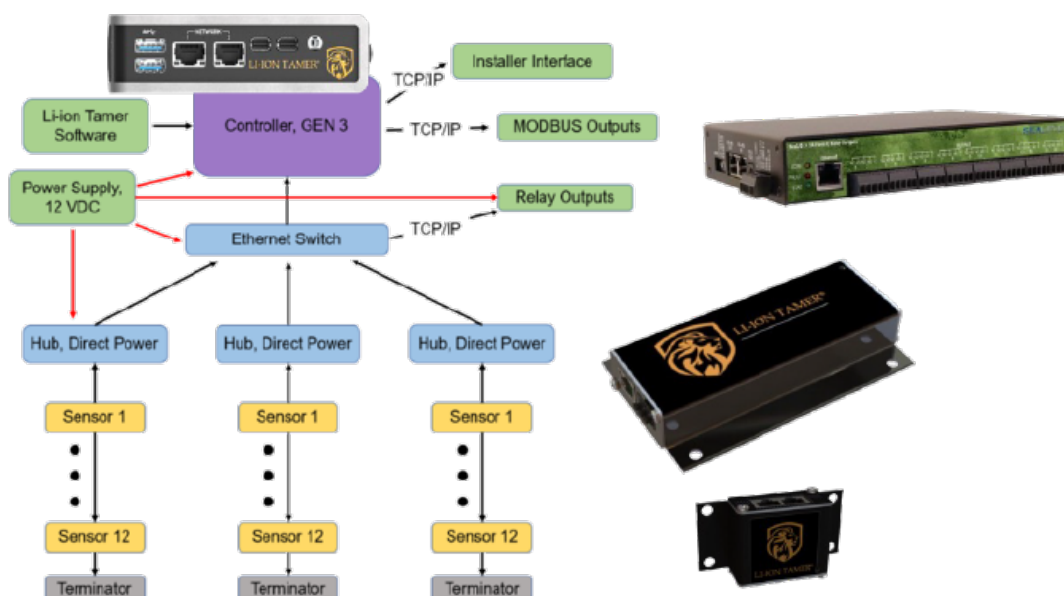 NETWORK
LI-ION TAMER®
Installer Interface
TCP/IP
Li-ion Tamer
Software
Controller, GEN 3
TCP/IP
MODBUS Outputs
Power Supply,
12 VDC
Relay Outputs
TCP/IP
Ethernet Switch
Hub, Direct Power
Hub, Direct Power
Hub, Direct Power
Sensor 1
Sensor 1
Sensor 1
Sensor 12
Sensor 12
Sensor 12
Terminator
Terminator
Terminator
LI-ION TAMER®
LI-ION TAMER®